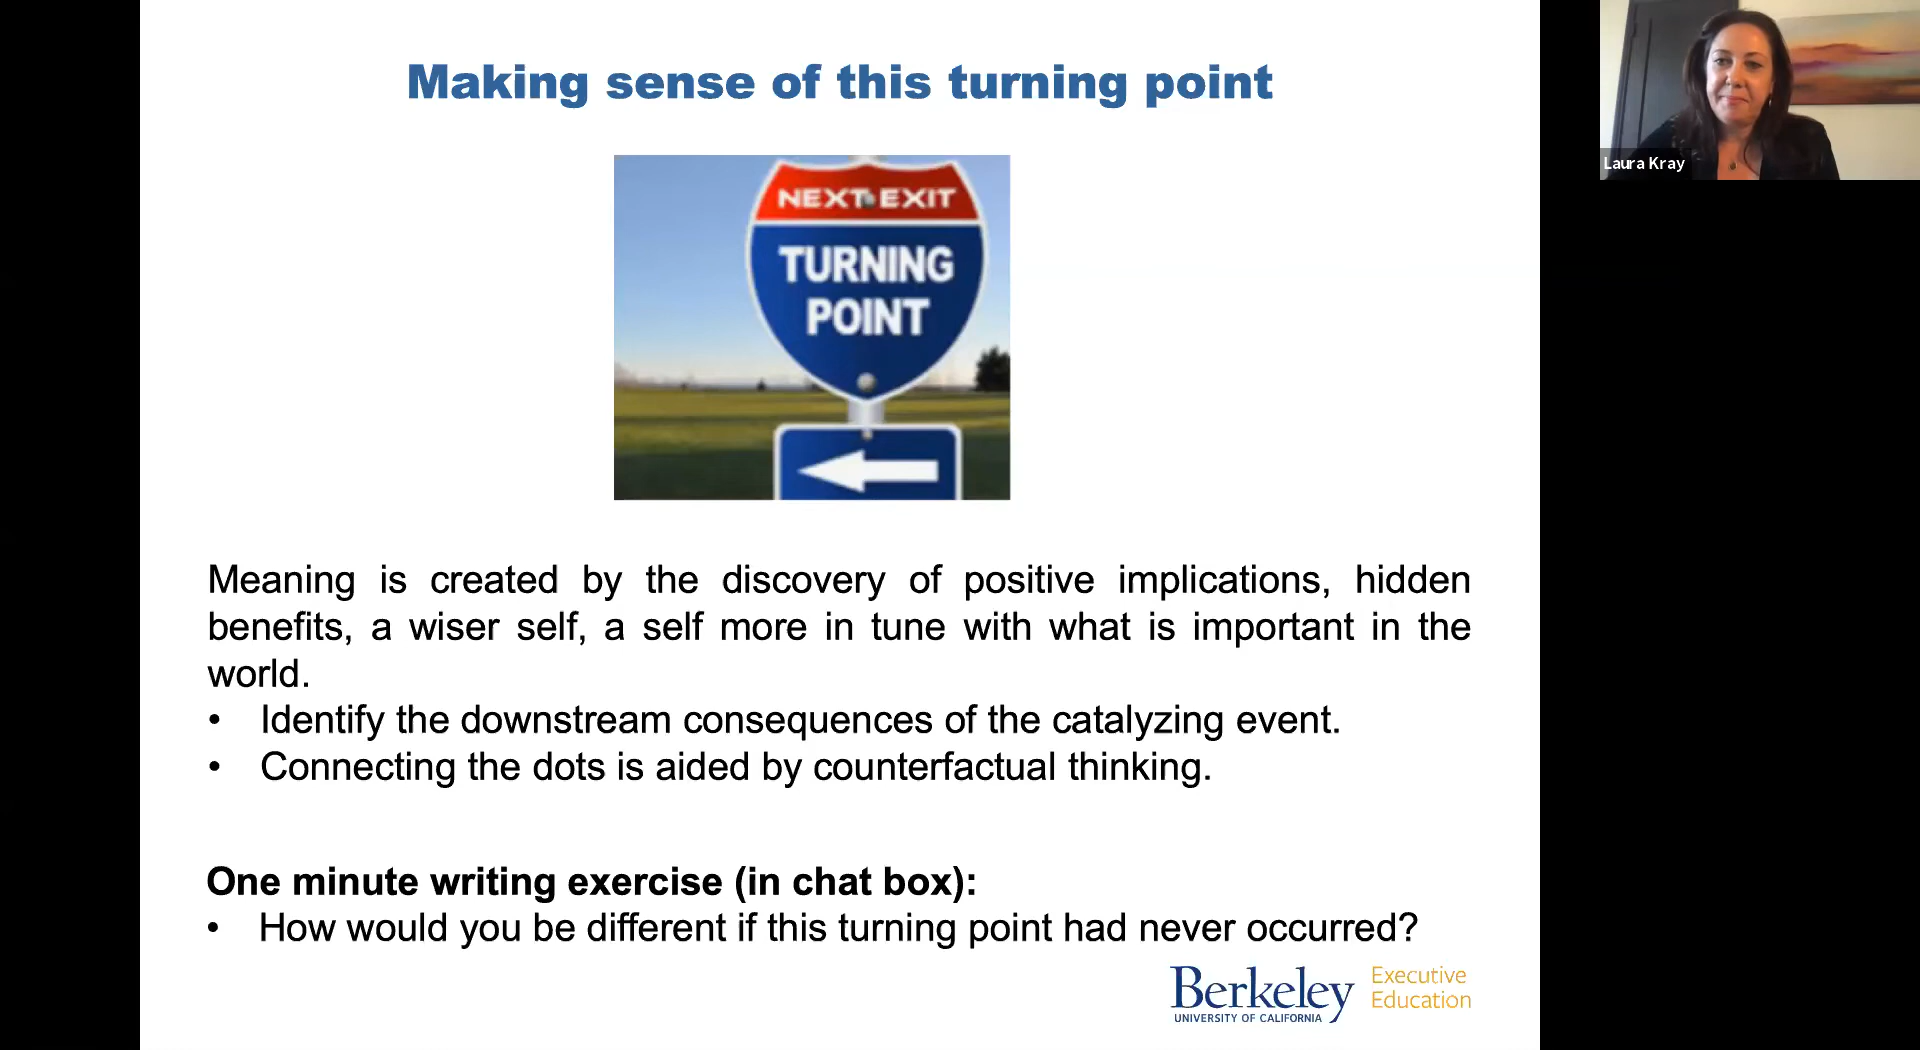 Making sense of this turning point
NEXT EXIT
TURNING
POINT
Laura Kray
Meaning is created by the discovery of positive implications, hidden
benefits, a wiser self, a self more in tune with what is important in the
world.
• Identify the downstream consequences of the catalyzing event.
• Connecting the dots is aided by counterfactual thinking.
One minute writing exercise (in chat box):
• How would you be different if this turning point had never occurred?
Berkeley
UNIVERSITY OF CALIFORNIA
Executive
Education